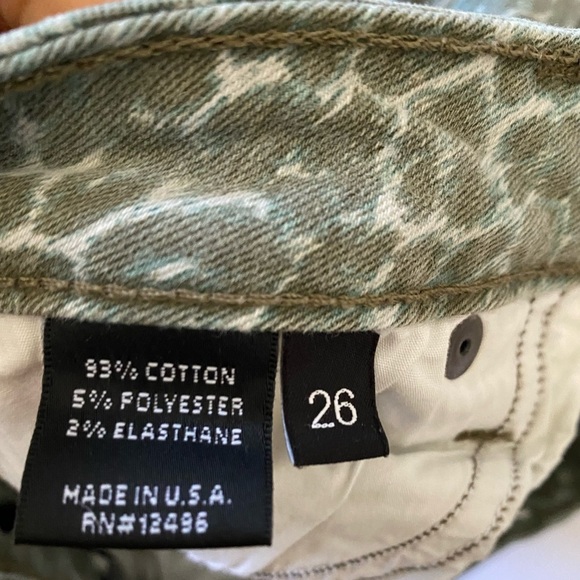 93% COTTON
5% POLYESTER
2% ELASTHANE
MADE IN U.S.A.
RN#12496
26